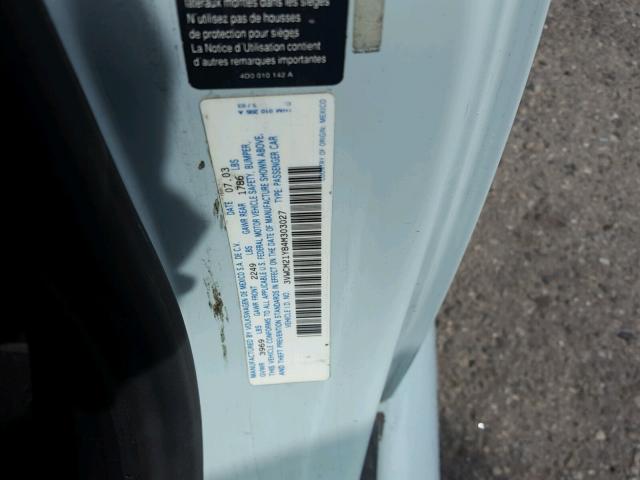 latéraux montés dans les sièges
N'utilisez pas de housses
de protection pour sièges
La Notice d'Utilisation contient
d'autres remarques importantes
4D0 010 142 A
MANUFACTURED BY VOLKSWAGEN DE MEXICO S.A. DE C.V. DATE 07.03
GVWR 3969 LBS GAWR FRONT 2249 LBS GAWR REAR 1786 LBS
THIS VEHICLE CONFORMS TO ALL APPLICABLE U.S. FEDERAL MOTOR VEHICLE SAFETY, BUMPER,
AND THEFT PREVENTION STANDARDS IN EFFECT ON THE DATE OF MANUFACTURE SHOWN ABOVE.
VEHICLE I.D. NO. 3VWCM21Y84M303027 TYPE: PASSENGER CAR
COUNTRY OF ORIGIN: MEXICO